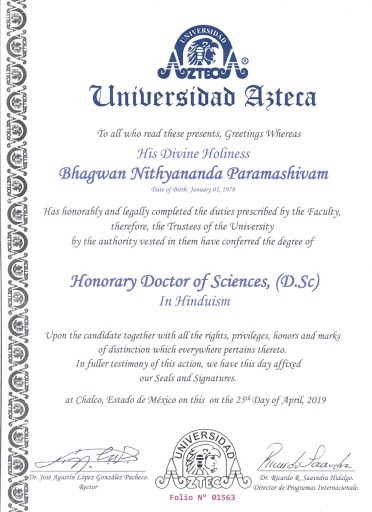 UNIVERSIDAD
AZTECA
®
Universidad Azteca
To all who read these presents, Greetings Whereas
His Divine Holiness
Bhagwan Nithyananda Paramashivam
Date of Birth: January 01, 1978
Has honorably and legally completed the duties prescribed by the Faculty,
therefore, the Trustees of the University
by the authority vested in them have conferred the degree of
Honorary Doctor of Sciences, (D.Sc)
In Hinduism
Upon the candidate together with all the rights, privileges, honors and marks
of distinction which everywhere pertains thereto.
In fuller testimony of this action, we have this day affixed
our Seals and Signatures.
at Chalco, Estado de México on this on the 25th Day of April, 2019
UNIVERSIDAD
AZTECA
Dr. José Agustín López González Pacheco.
Rector
Ricardo Saavedra
Dr. Ricardo R. Saavedra Hidalgo.
Director de Programas Internacionale.
Folio N° 01563